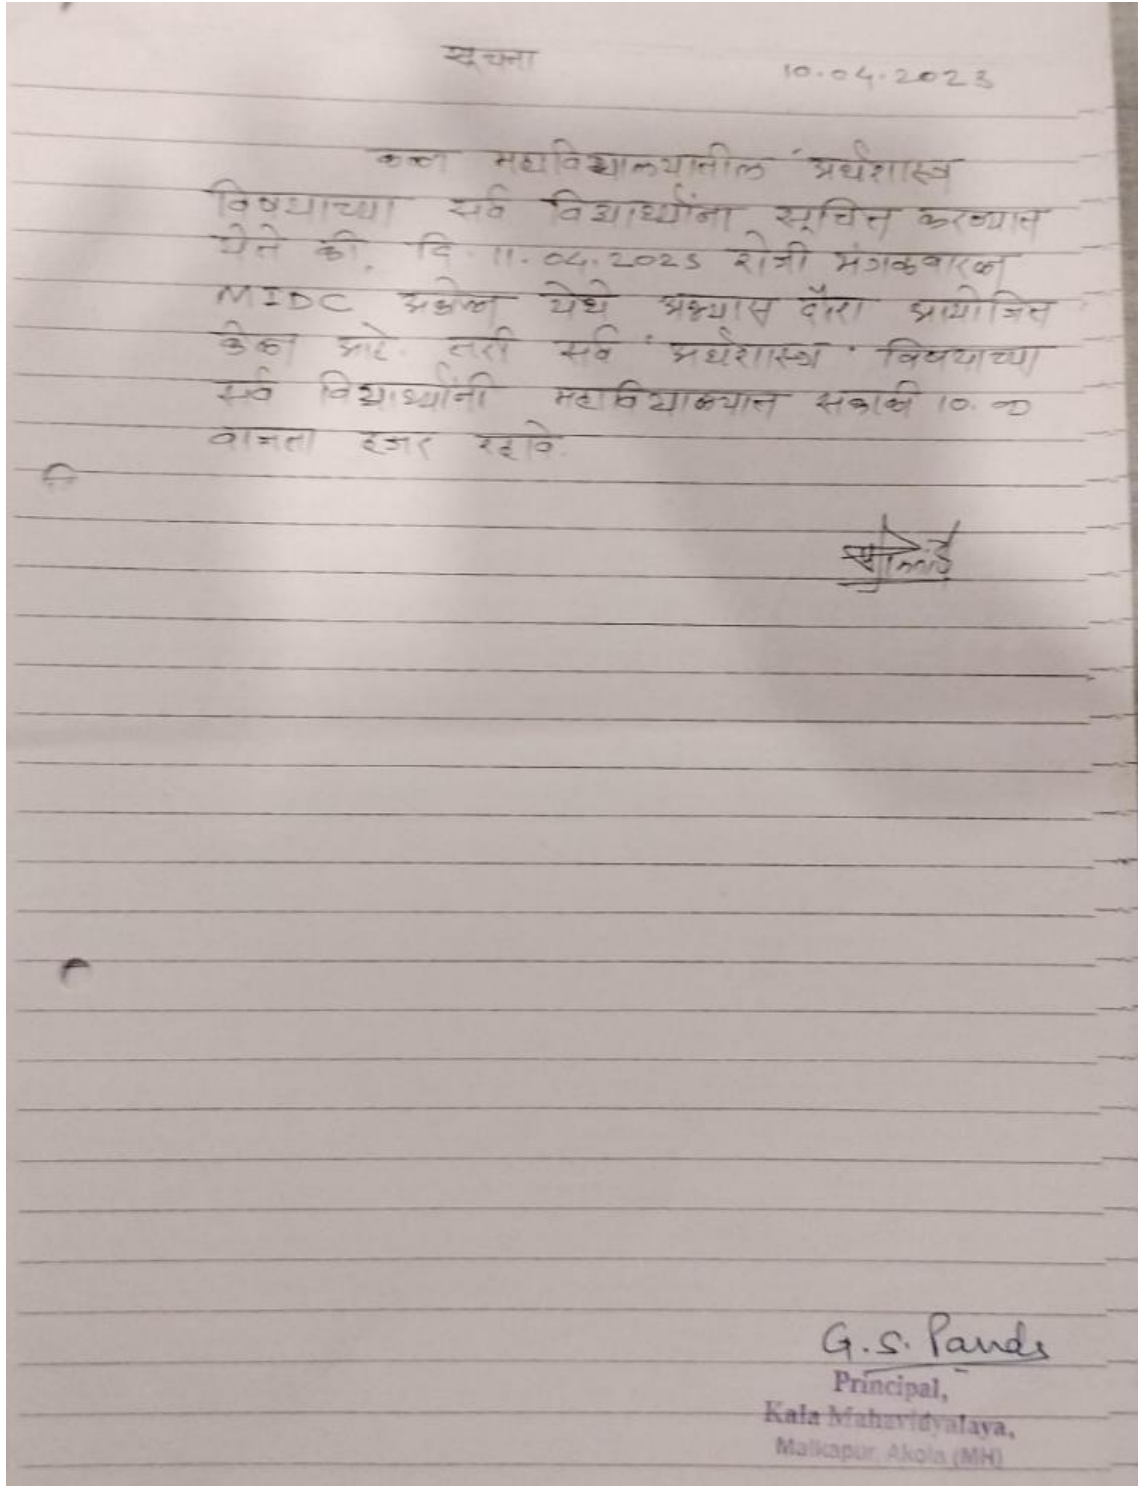 सूचना
10.04.2023
कला महाविद्यालयातील 'अर्थशास्त्र
विषयाच्या सर्व विद्यार्थ्यांना सूचित करण्यात
येते की, दि. 11.04.2023 रोजी मंगळवारला
MIDC अकोला येथे अभ्यास दौरा आयोजित
केला आहे. तरी सर्व 'अर्थशास्त्र' विषयाच्या
सर्व विद्यार्थ्यांनी महाविद्यालयात सकाळी 10.00
वाजता हजर रहावे.
G.S. Pande
Principal,
Kala Mahavidyalaya,
Malkapur, Akola (MH)